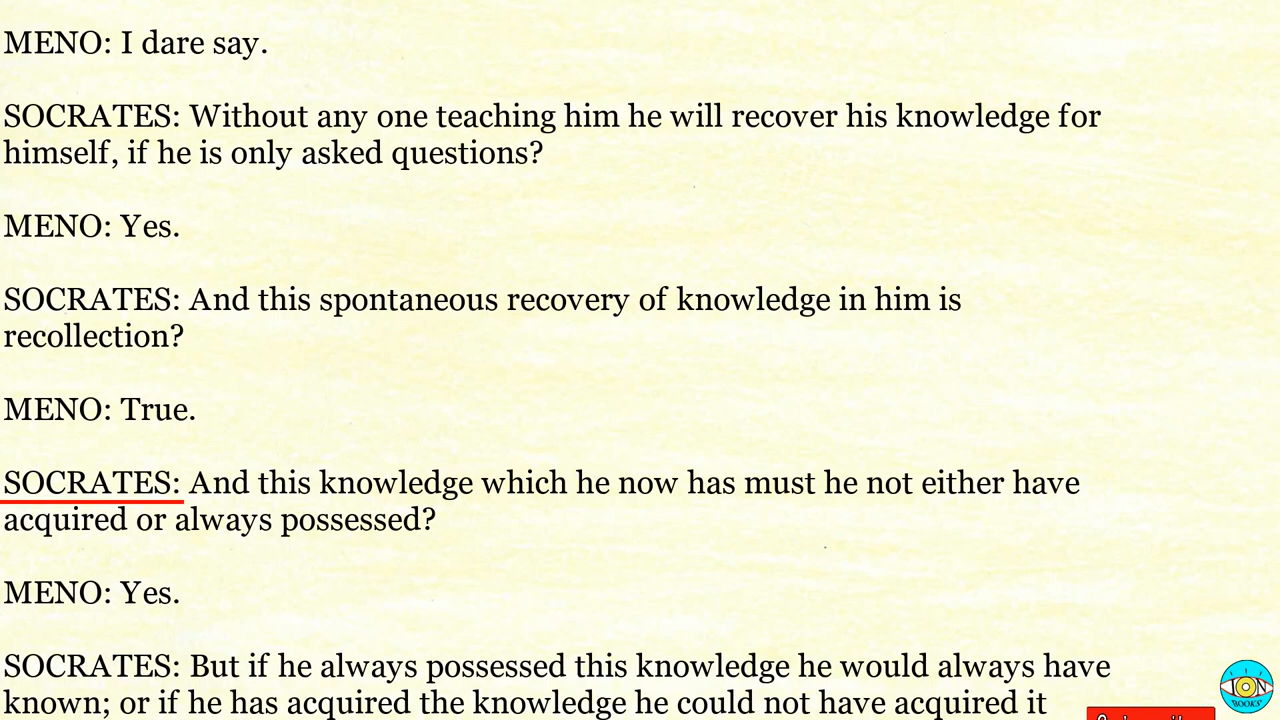 MENO: I dare say.
SOCRATES: Without any one teaching him he will recover his knowledge for
himself, if he is only asked questions?
MENO: Yes.
SOCRATES: And this spontaneous recovery of knowledge in him is
recollection?
MENO: True.
SOCRATES: And this knowledge which he now has must he not either have
acquired or always possessed?
MENO: Yes.
SOCRATES: But if he always possessed this knowledge he would always have
known; or if he has acquired the knowledge he could not have acquired it
ION
BOOKS